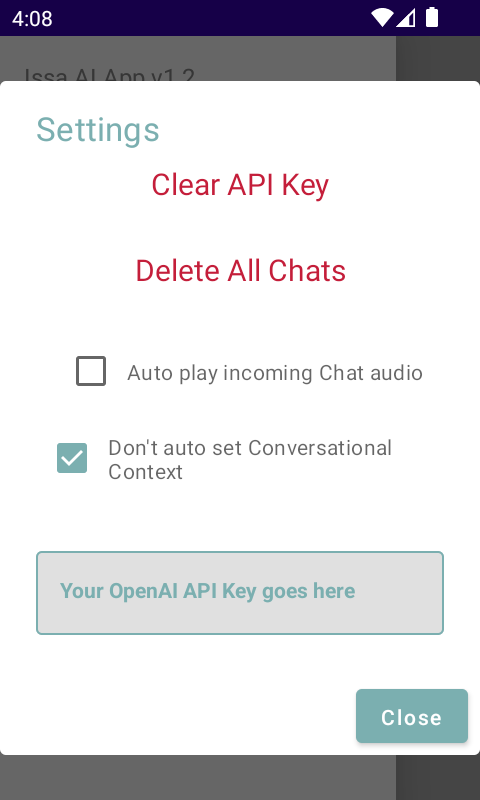 4:08
Issa AI App v1.2
Settings
Clear API Key
Delete All Chats
Auto play incoming Chat audio
Don't auto set Conversational
Context
Your OpenAI API Key goes here
Close